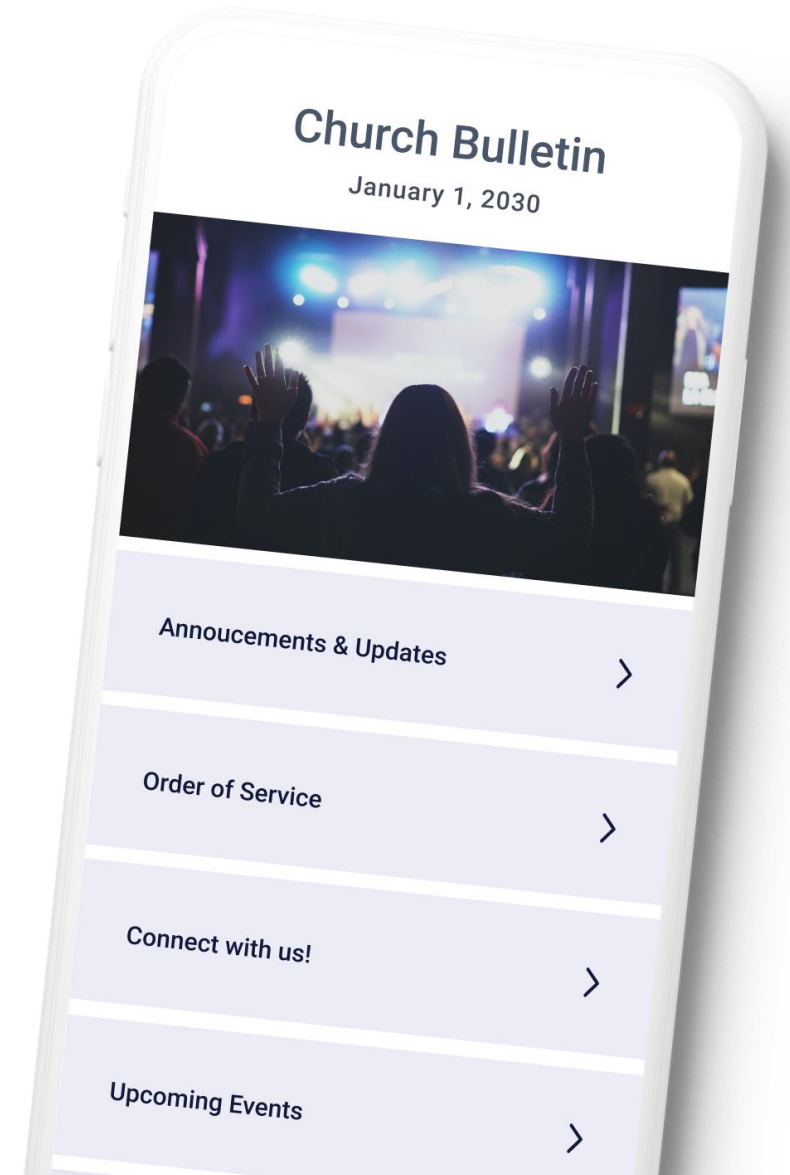 Church Bulletin
January 1, 2030
Annoucements & Updates
Order of Service
Connect with us!
Upcoming Events